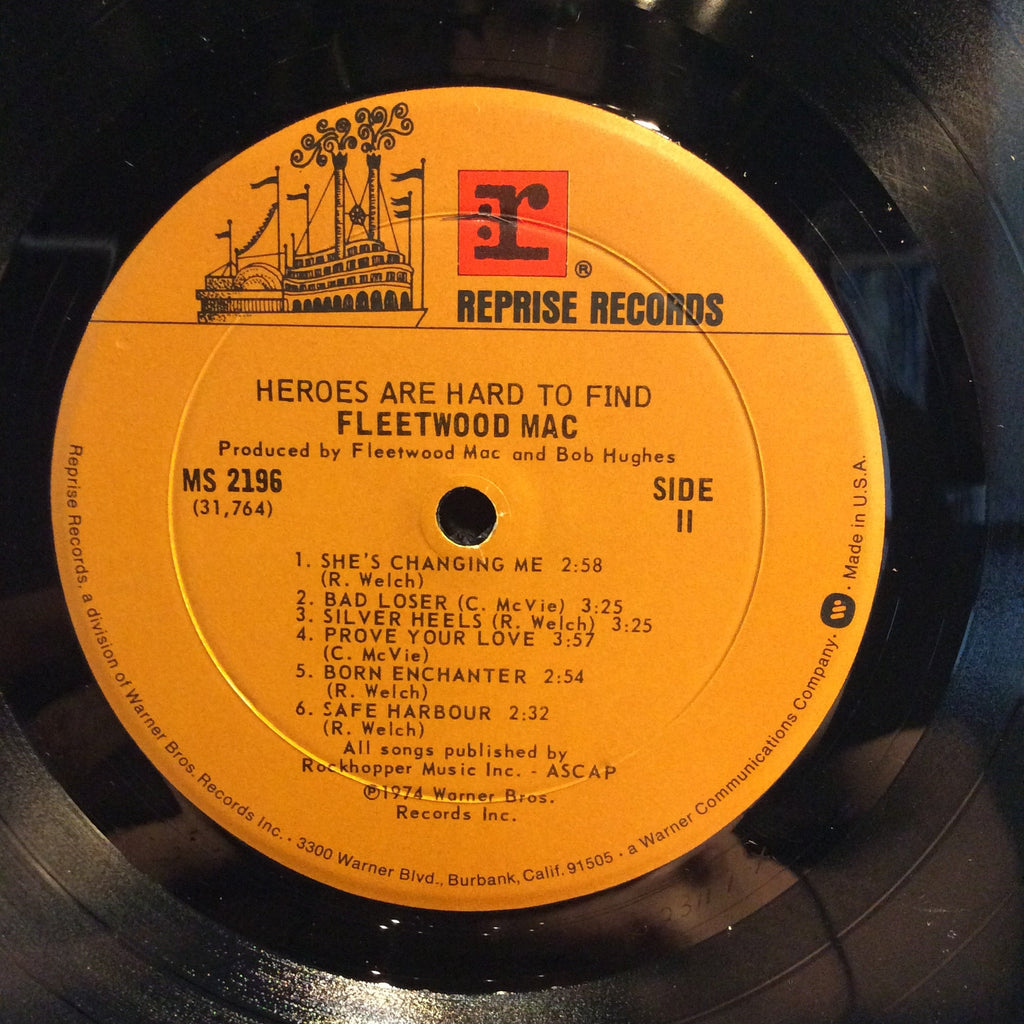 r ®
REPRISE RECORDS
HEROES ARE HARD TO FIND
FLEETWOOD MAC
Produced by Fleetwood Mac and Bob Hughes
MS 2196
(31,764)
SIDE
II
1. SHE'S CHANGING ME 2:58
(R. Welch)
2. BAD LOSER (C. McVie) 3:25
3. SILVER HEELS (R. Welch) 3:25
4. PROVE YOUR LOVE 3:57
(C. McVie)
5. BORN ENCHANTER 2:54
(R. Welch)
6. SAFE HARBOUR 2:32
(R. Welch)
All songs published by
Rockhopper Music Inc. - ASCAP
℗1974 Warner Bros.
Records Inc.
Reprise Records, a division of Warner Bros. Records Inc. · 3300 Warner Blvd., Burbank, Calif. 91505 · a Warner Communications Company · W · Made in U.S.A.